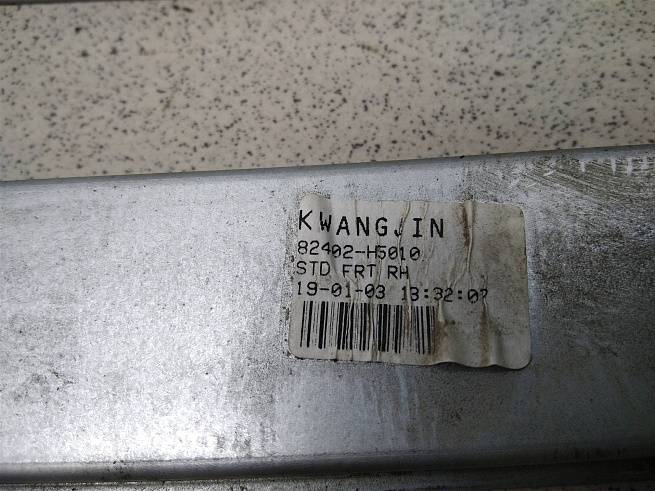 KWANGJIN
82402-H5010
STD FRT RH
19-01-03 13:32:07